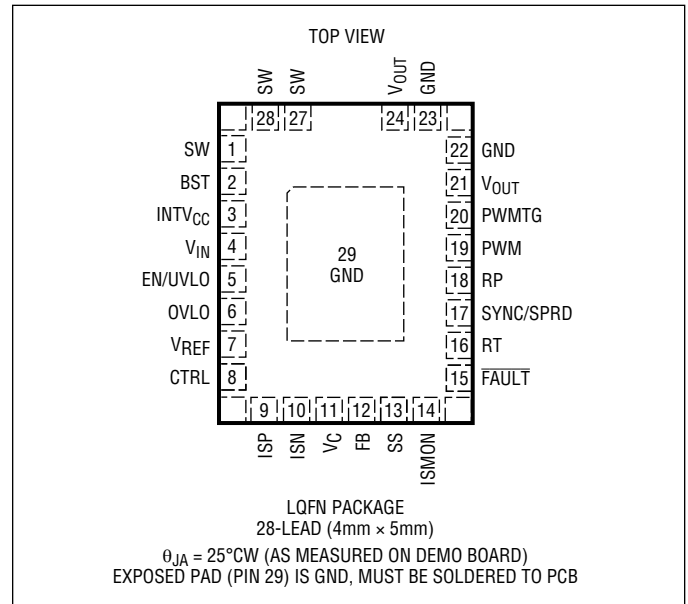 TOP VIEW
SW SW VOUT GND
28 27 24 23
SW 1
BST 2
INTVCC 3
VIN 4
EN/UVLO 5
OVLO 6
VREF 7
CTRL 8
29
GND
22 GND
21 VOUT
20 PWMTG
19 PWM
18 RP
17 SYNC/SPRD
16 RT
15 FAULT
9 10 11 12 13 14
ISP ISN VC FB SS ISMON
LQFN PACKAGE
28-LEAD (4mm × 5mm)
θJA = 25°CW (AS MEASURED ON DEMO BOARD)
EXPOSED PAD (PIN 29) IS GND, MUST BE SOLDERED TO PCB